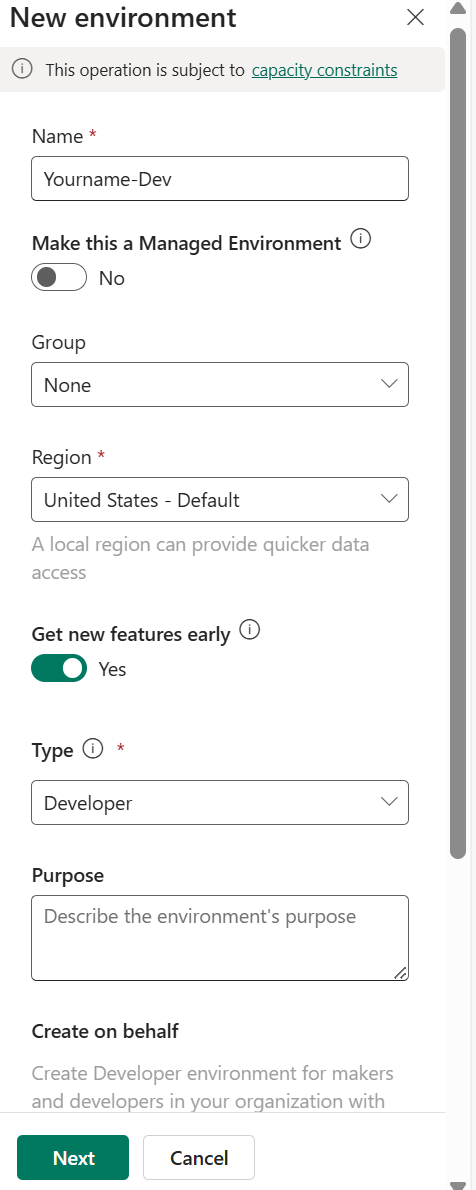 New environment
This operation is subject to capacity constraints
Name *
Yourname-Dev
Make this a Managed Environment
No
Group
None
Region *
United States - Default
A local region can provide quicker data
access
Get new features early
Yes
Type *
Developer
Purpose
Describe the environment's purpose
Create on behalf
Create Developer environment for makers
and developers in your organization with
Next Cancel